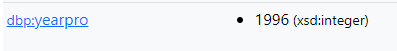 dbp:yearpro • 1996 (xsd:integer)